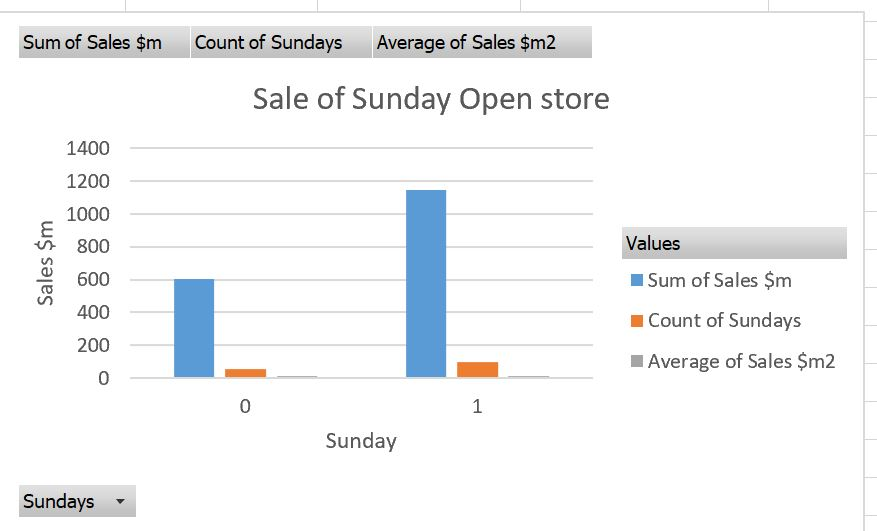 Sum of Sales $m Count of Sundays Average of Sales $m2
Sale of Sunday Open store
1400
1200
1000
800
600
400
200
0
Sales $m
0 1
Sunday
Values
Sum of Sales $m
Count of Sundays
Average of Sales $m2
Sundays